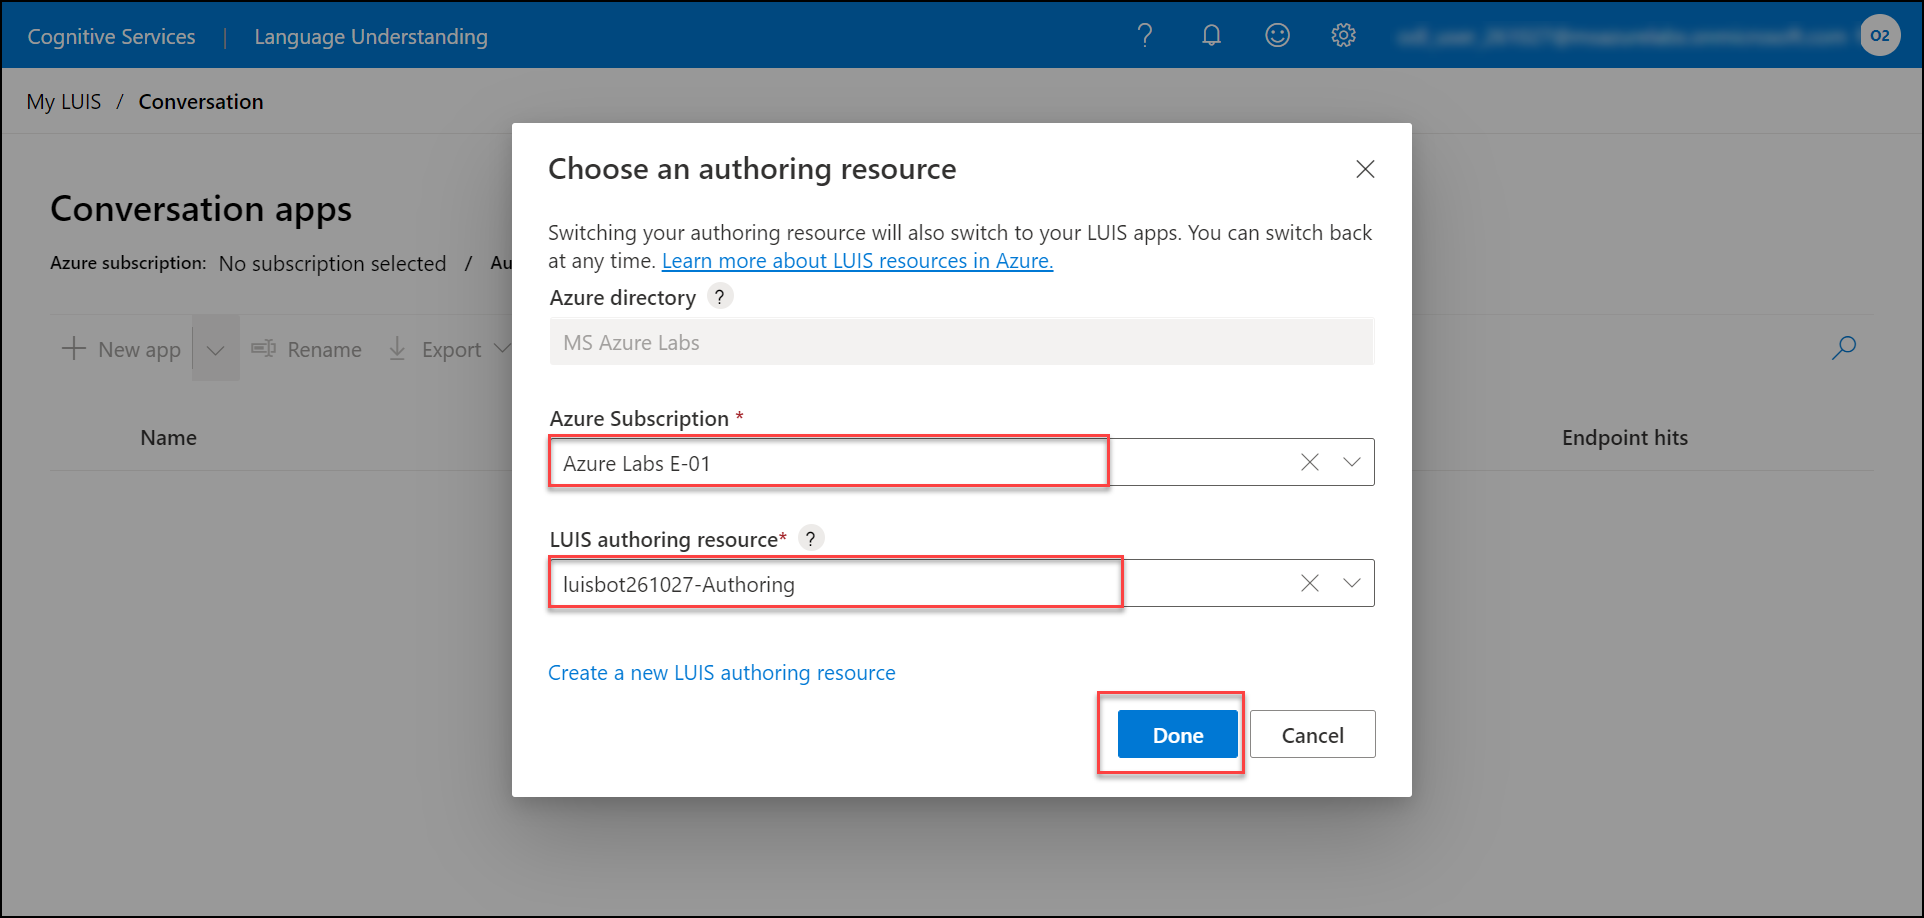 Cognitive Services | Language Understanding
?
O2
My LUIS / Conversation
Conversation apps
Azure subscription: No subscription selected / Au
New app
Rename
Export
Name
Endpoint hits
Choose an authoring resource
Switching your authoring resource will also switch to your LUIS apps. You can switch back
at any time. Learn more about LUIS resources in Azure.
Azure directory ?
MS Azure Labs
Azure Subscription *
Azure Labs E-01
LUIS authoring resource* ?
luisbot261027-Authoring
Create a new LUIS authoring resource
Done
Cancel